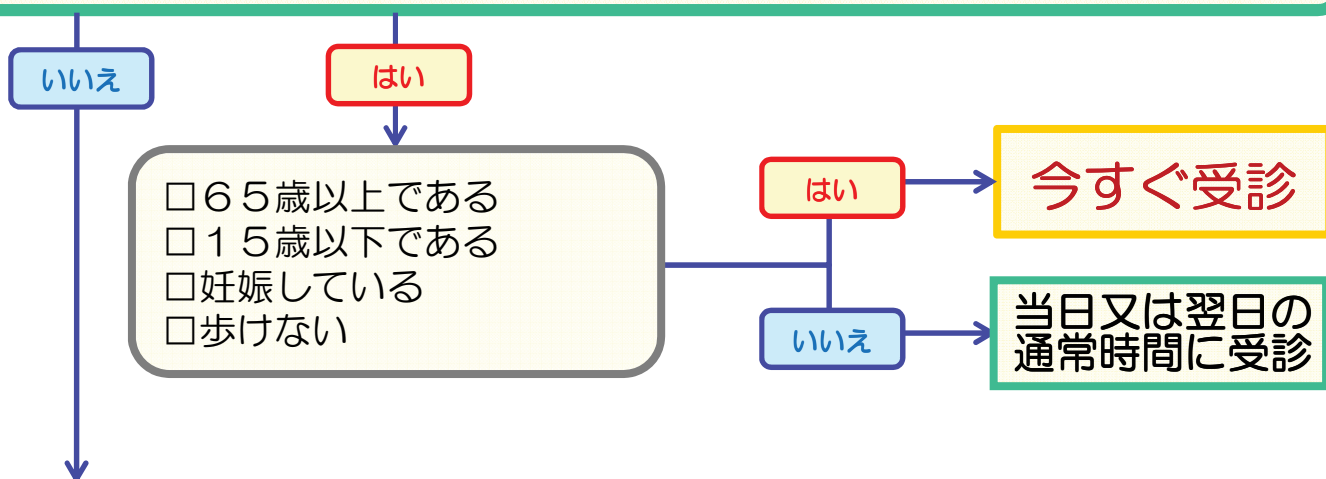 いいえ
はい
□６５歳以上である
□１５歳以下である
□妊娠している
□歩けない
はい
今すぐ受診
いいえ
当日又は翌日の
通常時間に受診